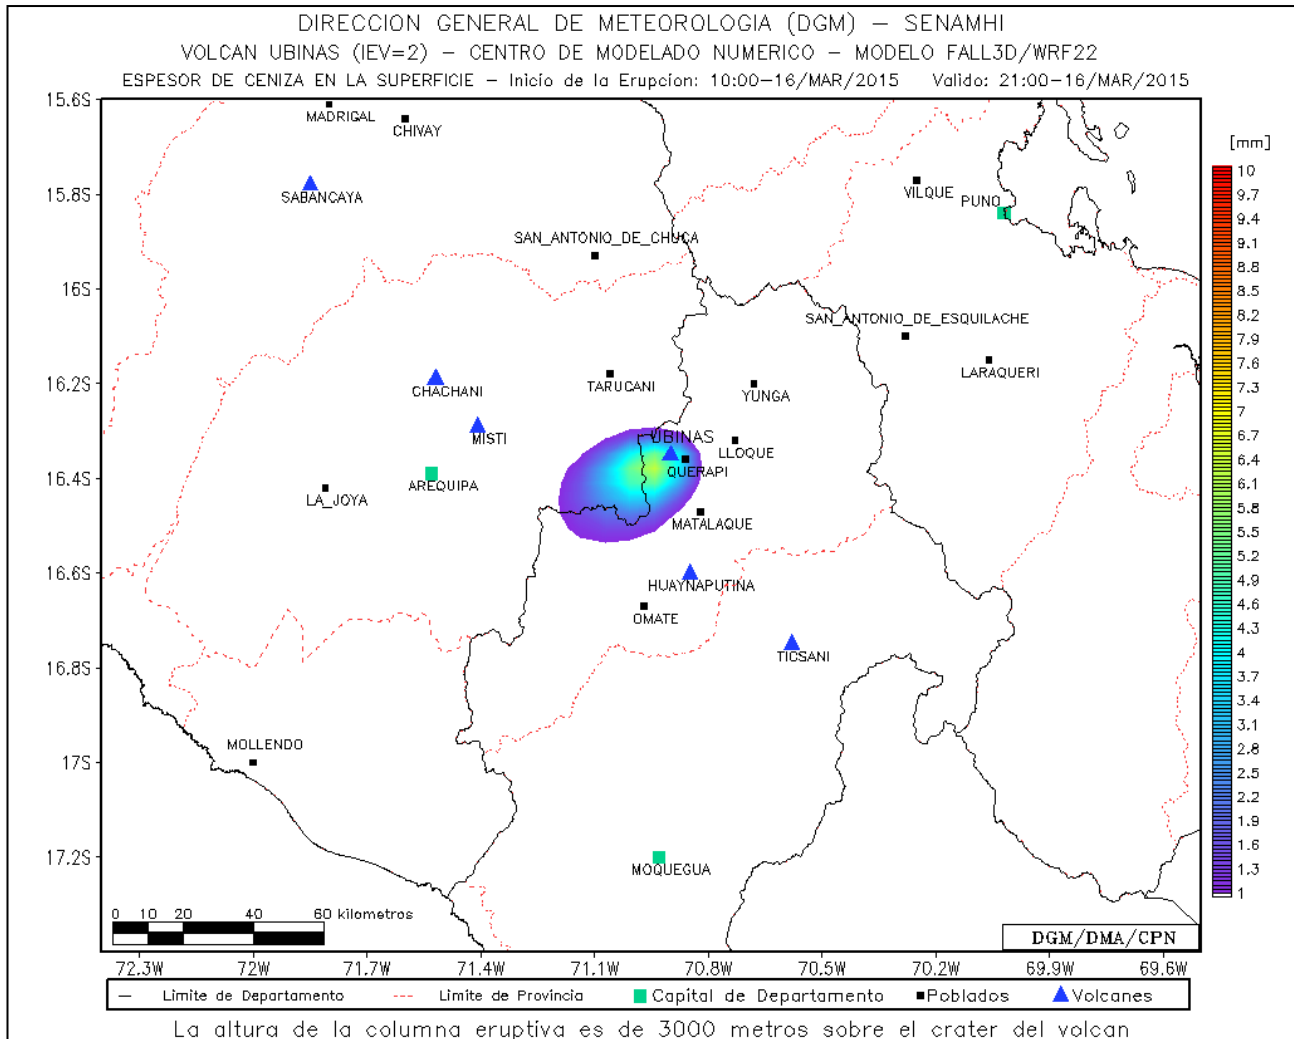 DIRECCION GENERAL DE METEOROLOGIA (DGM) – SENAMHI
VOLCAN UBINAS (IEV=2) – CENTRO DE MODELADO NUMERICO – MODELO FALL3D/WRF22
ESPESOR DE CENIZA EN LA SUPERFICIE – Inicio de la Erupcion: 10:00–16/MAR/2015 Valido: 21:00–16/MAR/2015
15.6S
15.8S
16S
16.2S
16.4S
16.6S
16.8S
17S
17.2S
MADRIGAL
CHIVAY
SABANCAYA
VILQUE
PUNO
SAN_ANTONIO_DE_CHUCA
SAN_ANTONIO_DE_ESQUILACHE
LARAQUERI
CHACHANI
TARUCANI
YUNGA
MISTI
UBINAS
LLOQUE
QUERAPI
AREQUIPA
LA_JOYA
MATALAQUE
HUAYNAPUTINA
OMATE
TICSANI
MOLLENDO
MOQUEGUA
0 10 20 40 60 kilometros
DGM/DMA/CPN
72.3W 72W 71.7W 71.4W 71.1W 70.8W 70.5W 70.2W 69.9W 69.6W
[mm]
10
9.7
9.4
9.1
8.8
8.5
8.2
7.9
7.6
7.3
7
6.7
6.4
6.1
5.8
5.5
5.2
4.9
4.6
4.3
4
3.7
3.4
3.1
2.8
2.5
2.2
1.9
1.6
1.3
1
Limite de Departamento Limite de Provincia Capital de Departamento Poblados Volcanes
La altura de la columna eruptiva es de 3000 metros sobre el crater del volcan